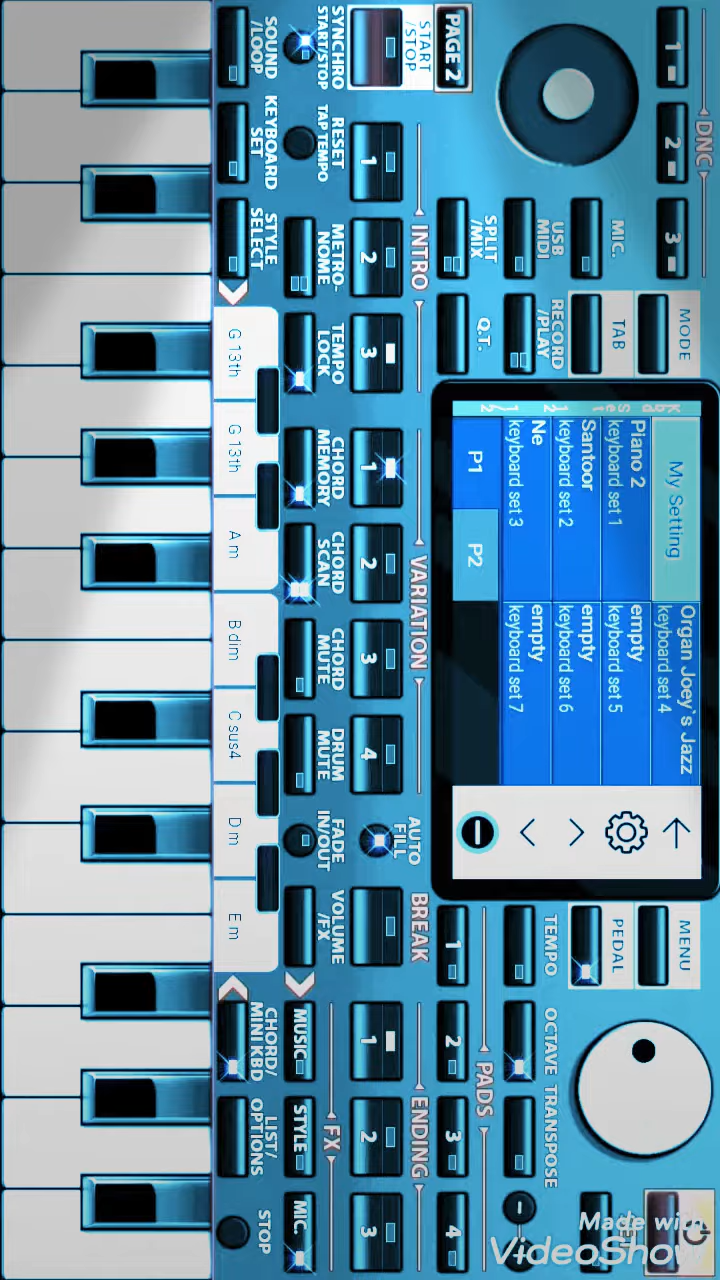 DNC
1
2
3
MODE
TAB
MIC.
RECORD
/PLAY
USB
MIDI
Q.T.
SPLIT
/MIX
PAGE 2
START
/STOP
SYNCHRO
START/STOP
SOUND
/LOOP
RESET
TAP TEMPO
KEYBOARD
SET
METRO-
NOME
STYLE
SELECT
INTRO
1
2
3
TEMPO
LOCK
CHORD
MEMORY
CHORD
SCAN
CHORD
MUTE
DRUM
MUTE
FADE
IN/OUT
VOLUME
/FX
VARIATION
1
2
3
4
AUTO
FILL
BREAK
My Setting
Organ Joey`s Jazz
keyboard set 4
Piano 2
keyboard set 1
empty
keyboard set 5
Santoor
keyboard set 2
empty
keyboard set 6
Ne
keyboard set 3
empty
keyboard set 7
P1
P2
MENU
PEDAL
TEMPO
OCTAVE
TRANSPOSE
PADS
1
2
3
4
ENDING
1
2
3
FX
MUSIC
STYLE
MIC.
CHORD/
MINI KBD
LIST/
OPTIONS
STOP
G 13th
G 13th
A m
B dim
C sus4
D m
E m
Made with
VideoShow